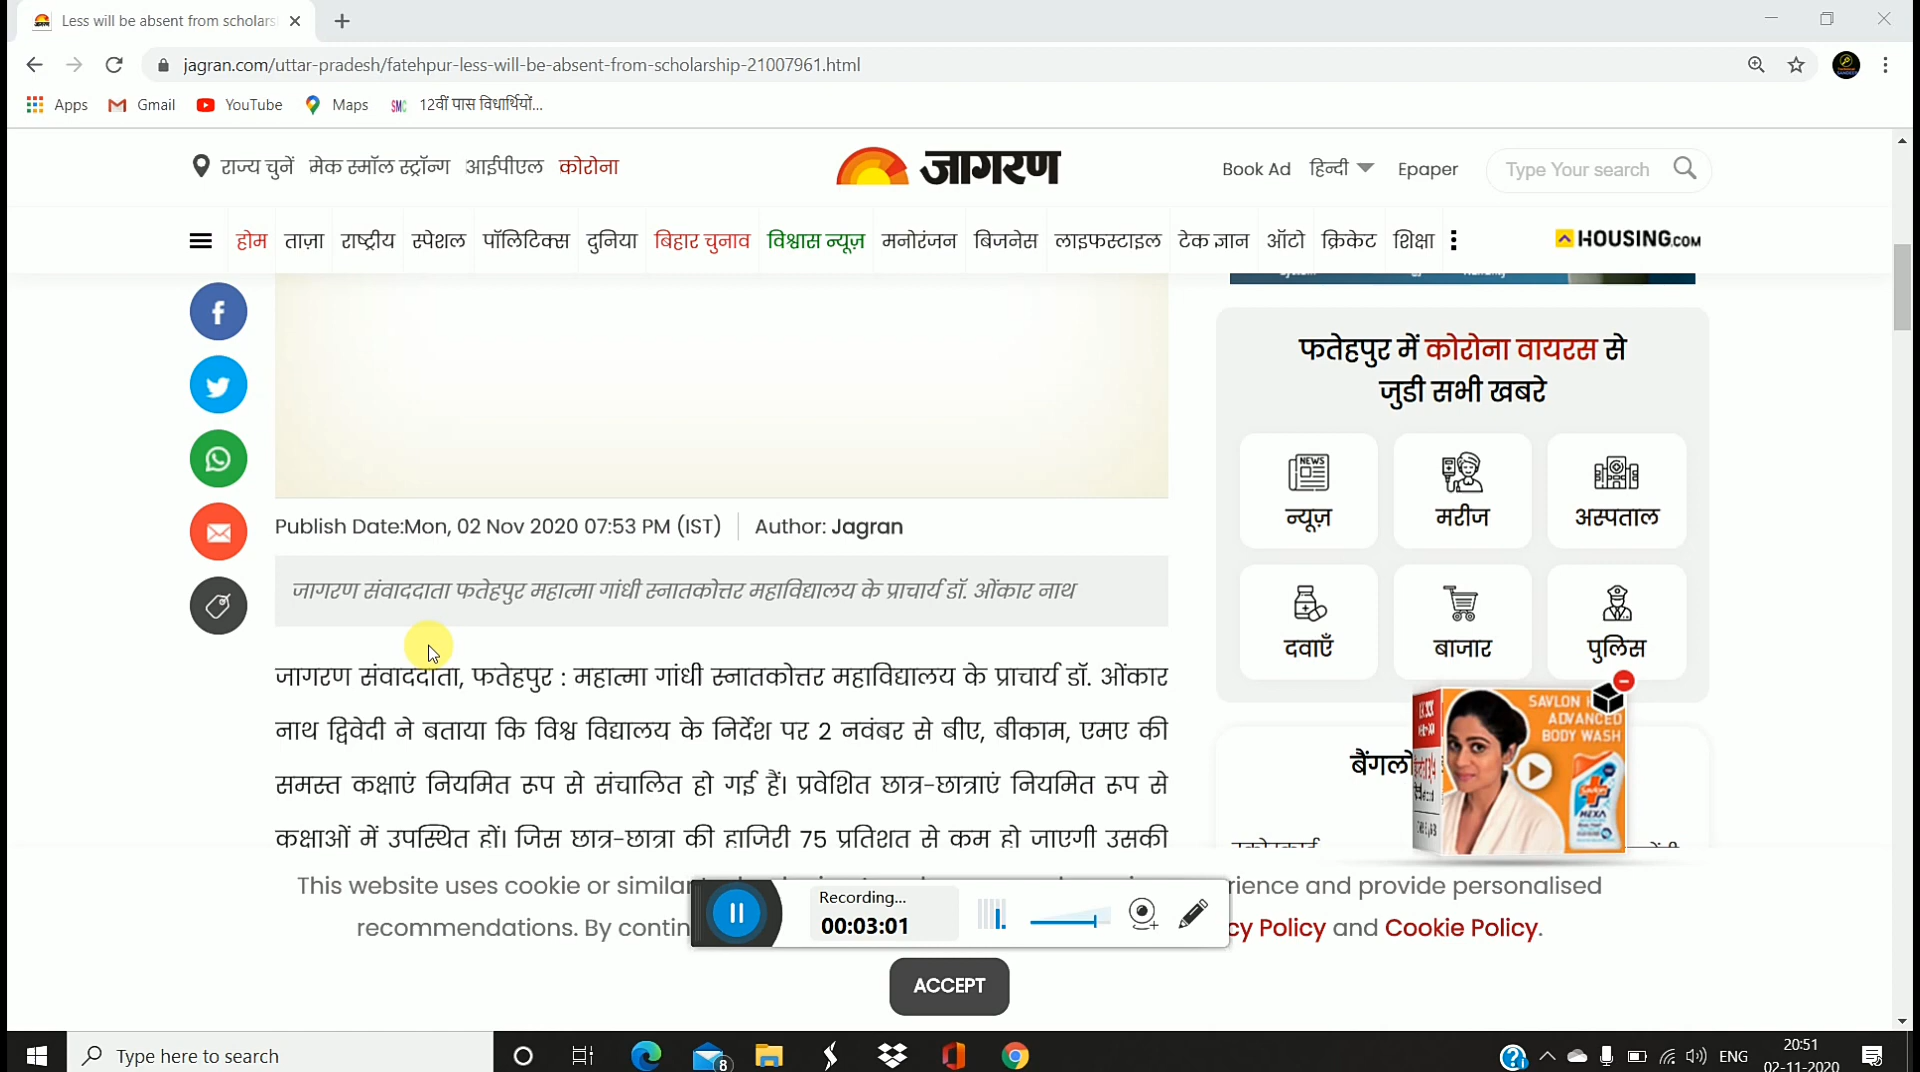 Less will be absent from scholars
jagran.com/uttar-pradesh/fatehpur-less-will-be-absent-from-scholarship-21007961.html
Apps Gmail YouTube Maps SMC 12वीं पास विधार्थियों...
राज्य चुनें मेक स्मॉल स्ट्रॉन्ग आईपीएल कोरोना
जागरण
Book Ad हिन्दी Epaper Type Your search
होम ताज़ा राष्ट्रीय स्पेशल पॉलिटिक्स दुनिया बिहार चुनाव विश्वास न्यूज़ मनोरंजन बिजनेस लाइफस्टाइल टेक ज्ञान ऑटो क्रिकेट शिक्षा HOUSING.COM
फतेहपुर में कोरोना वायरस से
जुडी सभी खबरे
NEWS
न्यूज़ मरीज अस्पताल
दवाएँ बाजार पुलिस
Publish Date:Mon, 02 Nov 2020 07:53 PM (IST) Author: Jagran
जागरण संवाददाता फतेहपुर महात्मा गांधी स्नातकोत्तर महाविद्यालय के प्राचार्य डॉ. ओंकार नाथ
जागरण संवाददाता, फतेहपुर : महात्मा गांधी स्नातकोत्तर महाविद्यालय के प्राचार्य डॉ. ओंकार
नाथ द्विवेदी ने बताया कि विश्व विद्यालय के निर्देश पर 2 नवंबर से बीए, बीकाम, एमए की
समस्त कक्षाएं नियमित रूप से संचालित हो गई हैं। प्रवेशित छात्र-छात्राएं नियमित रूप से
कक्षाओं में उपस्थित हों। जिस छात्र-छात्रा की हाजिरी 75 प्रतिशत से कम हो जाएगी उसकी
SAVLON
ADVANCED
BODY WASH
Savlon
HEXA
This website uses cookie or similar
rience and provide personalised
recommendations. By contin
cy Policy and Cookie Policy.
Recording...
00:03:01
ACCEPT
Type here to search
8
ENG
20:51
02-11-2020